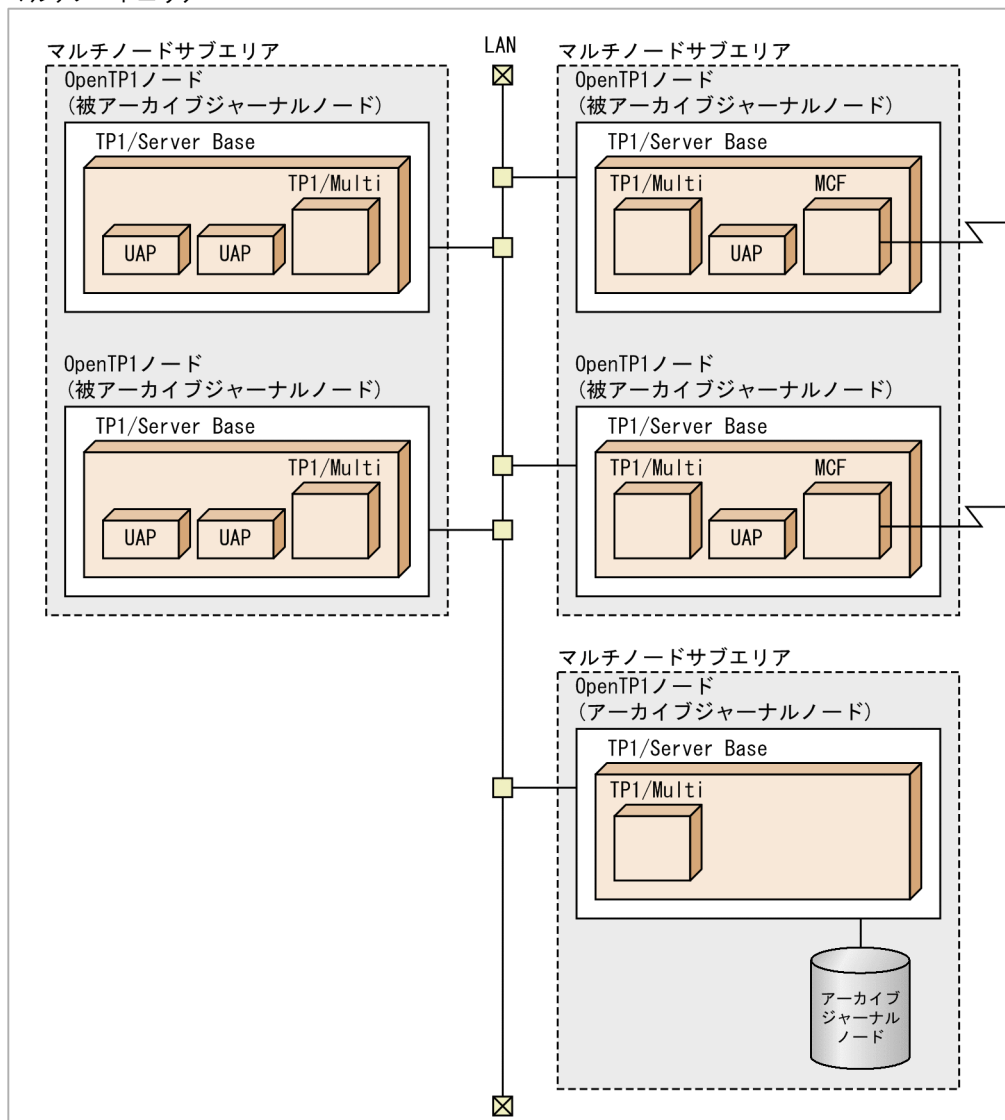 マルチノードサブエリア
OpenTP1ノード
(被アーカイブジャーナルノード)
TP1/Server Base
TP1/Multi
UAP
UAP
OpenTP1ノード
(被アーカイブジャーナルノード)
TP1/Server Base
TP1/Multi
UAP
UAP
LAN
マルチノードサブエリア
OpenTP1ノード
(被アーカイブジャーナルノード)
TP1/Server Base
TP1/Multi
MCF
UAP
OpenTP1ノード
(被アーカイブジャーナルノード)
TP1/Server Base
TP1/Multi
MCF
UAP
マルチノードサブエリア
OpenTP1ノード
(アーカイブジャーナルノード)
TP1/Server Base
TP1/Multi
アーカイブ
ジャーナル
ノード